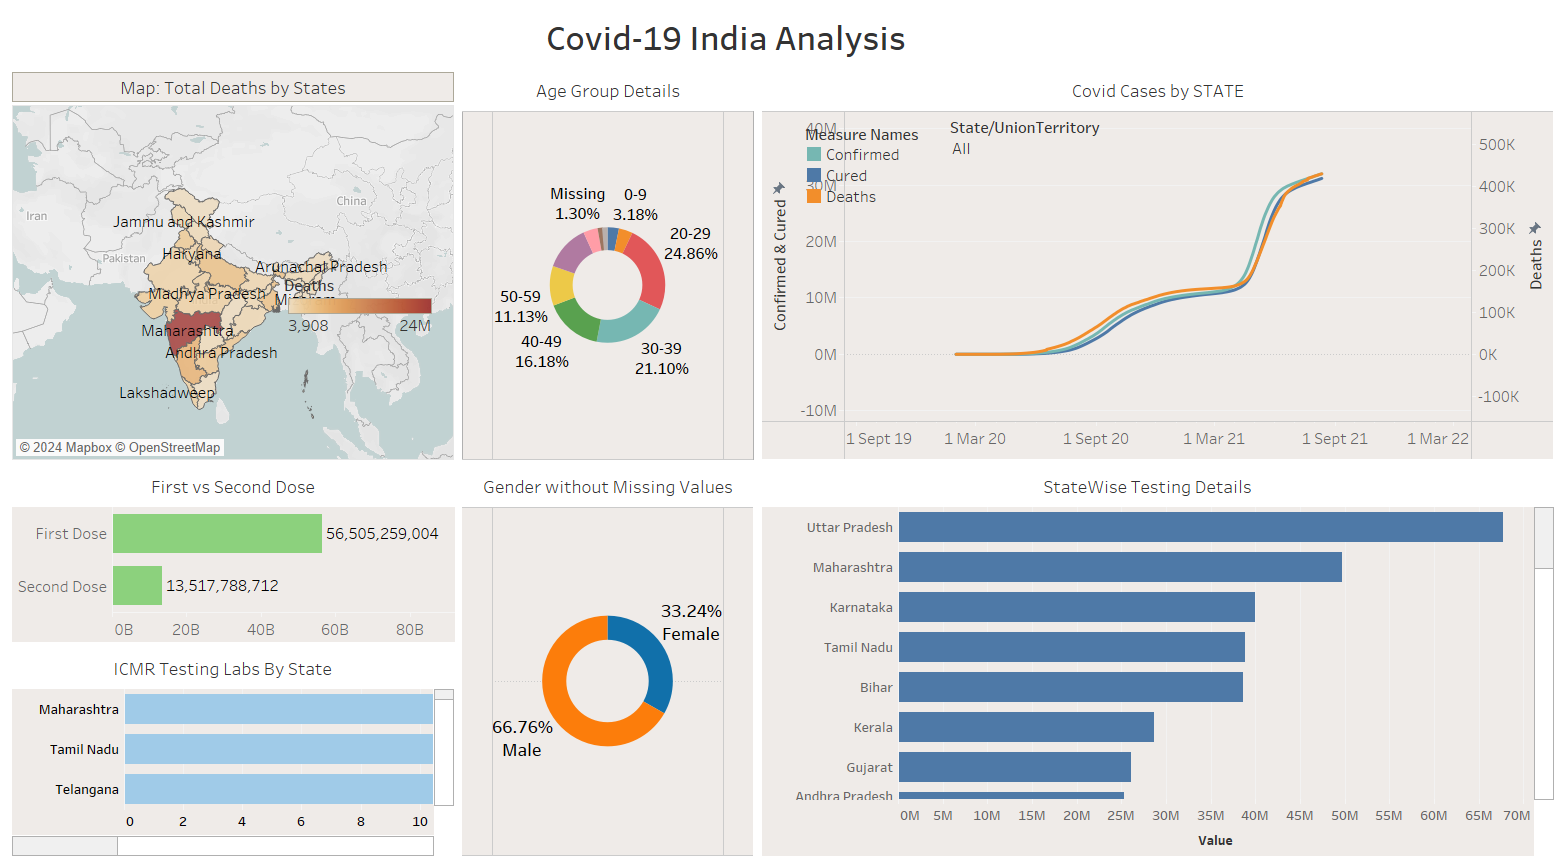 Covid-19 India Analysis
Map: Total Deaths by States
Iran
China
Pakistan
Jammu and Kashmir
Haryana
Arunachal Pradesh
Deaths
Madhya Pradesh
3,908
24M
Maharashtra
Andhra Pradesh
Lakshadweep
© 2024 Mapbox © OpenStreetMap
Age Group Details
Missing
1.30%
0-9
3.18%
20-29
24.86%
50-59
11.13%
40-49
16.18%
30-39
21.10%
Covid Cases by STATE
40M
Measure Names
Confirmed
Cured
Deaths
State/UnionTerritory
All
30M
20M
10M
0M
-10M
Confirmed & Cured
500K
400K
300K
200K
100K
0K
-100K
Deaths
1 Sept 19
1 Mar 20
1 Sept 20
1 Mar 21
1 Sept 21
1 Mar 22
First vs Second Dose
First Dose
56,505,259,004
Second Dose
13,517,788,712
0B
20B
40B
60B
80B
ICMR Testing Labs By State
Maharashtra
Tamil Nadu
Telangana
0
2
4
6
8
10
Gender without Missing Values
33.24%
Female
66.76%
Male
StateWise Testing Details
Uttar Pradesh
Maharashtra
Karnataka
Tamil Nadu
Bihar
Kerala
Gujarat
Andhra Pradesh
0M
5M
10M
15M
20M
25M
30M
35M
40M
45M
50M
55M
60M
65M
70M
Value